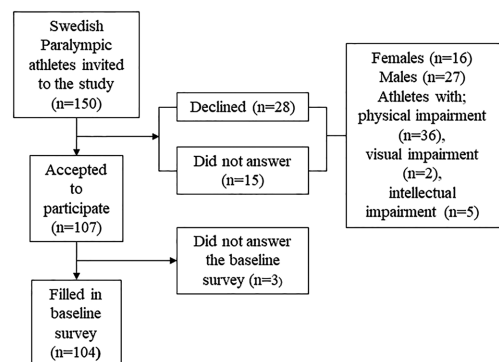 Swedish
Paralympic
athletes invited
to the study
(n=150)
Declined (n=28)
Did not answer
(n=15)
Females (n=16)
Males (n=27)
Athletes with;
physical impairment
(n=36),
visual impairment
(n=2),
intellectual
impairment (n=5)
Accepted
to
participate
(n=107)
Did not answer
the baseline
survey (n=3)
Filled in
baseline
survey
(n=104)